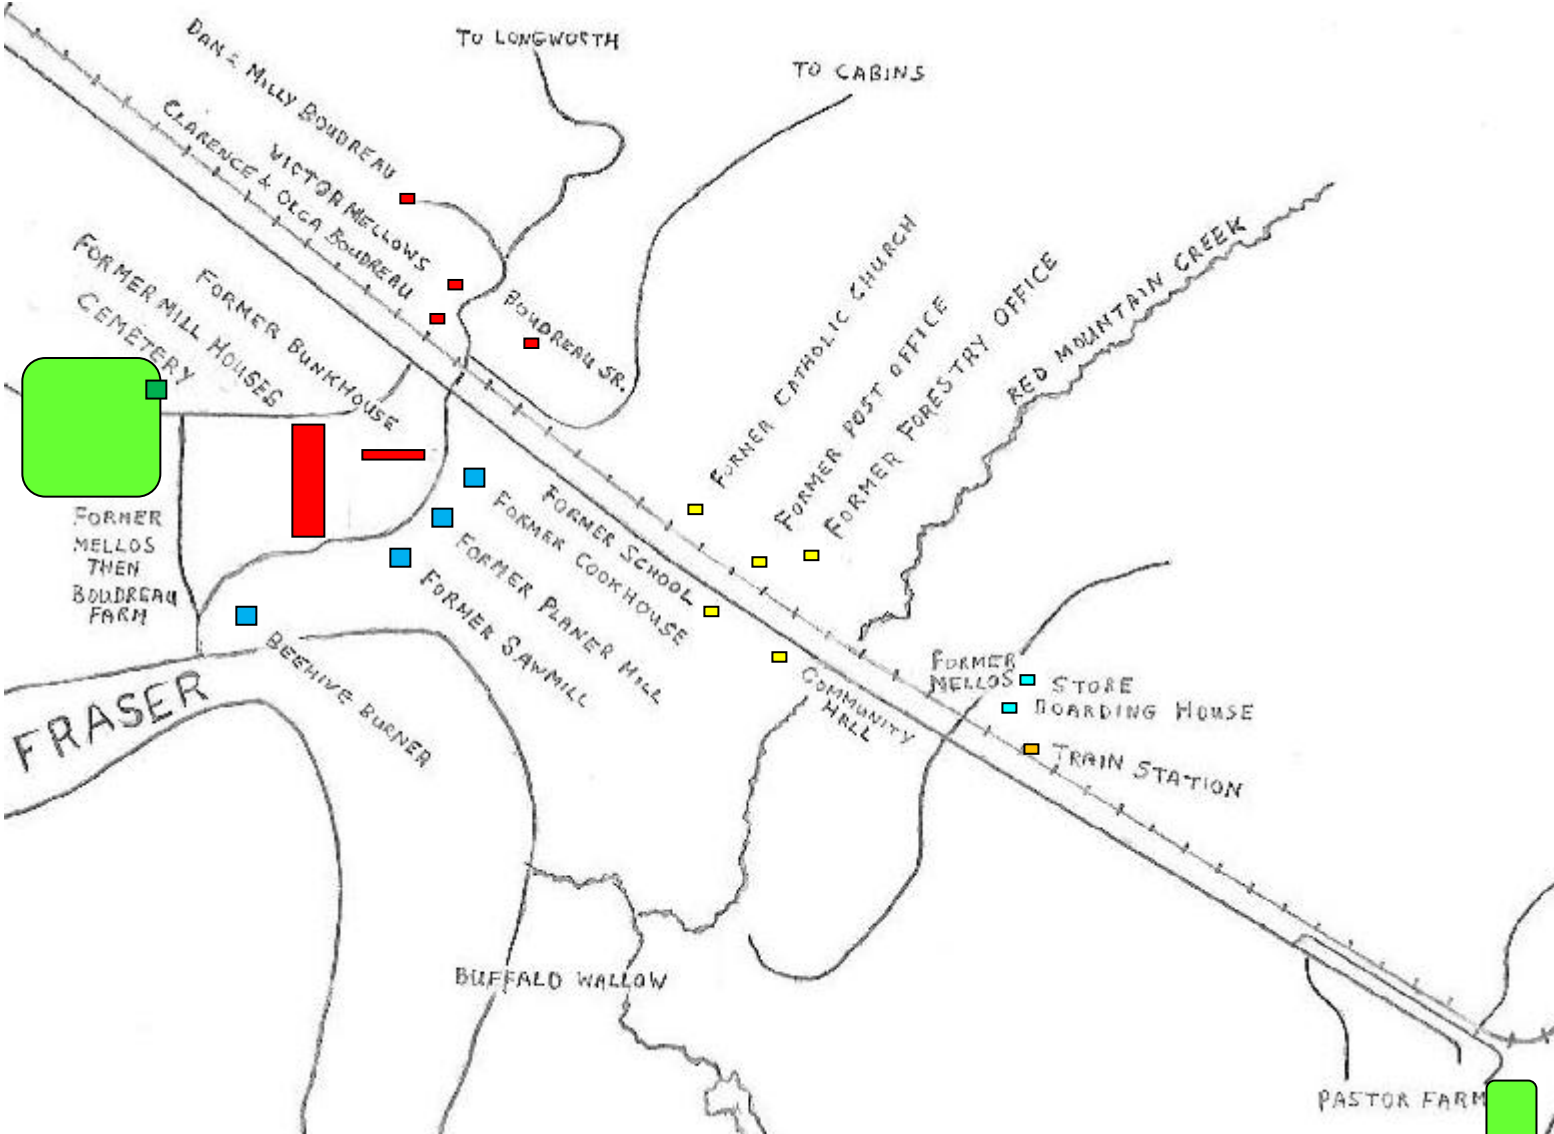 TO LONGWORTH
TO CABINS
DAN & MILLY BOUDREAU
VICTOR MELLOWS
CLARENCE & OLGA BOUDREAU
BOUDREAU SR.
FORMER BUNKHOUSE
FORMER MILL HOUSES
CEMETERY
FORMER CATHOLIC CHURCH
FORMER POST OFFICE
FORMER FORESTRY OFFICE
RED MOUNTAIN CREEK
FORMER
MELLOS
THEN
BOUDREAU
FARM
FORMER SCHOOL
FORMER COOKHOUSE
FORMER PLANER MILL
FORMER SAWMILL
BEEHIVE BURNER
FRASER
COMMUNITY
HALL
FORMER
MELLOS
STORE
BOARDING HOUSE
TRAIN STATION
BUFFALO WALLOW
PASTOR FARM